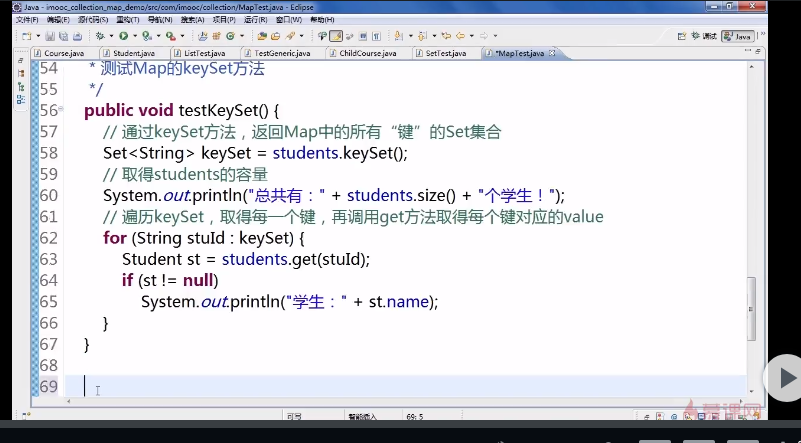 Java - imooc_collection_map_demo/src/com/imooc/collection/MapTest.java - Eclipse
文件(F) 编辑(E) 源代码(S) 重构(T) 导航(N) 搜索(A) 项目(P) 运行(R) 窗口(W) 帮助(H)
调试 Java
Course.java Student.java ListTest.java TestGeneric.java ChildCourse.java SetTest.java *MapTest.java
54 * 测试Map的keySet方法
55 */
56 public void testKeySet() {
57 // 通过keySet方法，返回Map中的所有“键”的Set集合
58 Set<String> keySet = students.keySet();
59 // 取得students的容量
60 System.out.println("总共有：" + students.size() + "个学生！");
61 // 遍历keySet，取得每一个键，再调用get方法取得每个键对应的value
62 for (String stuId : keySet) {
63 Student st = students.get(stuId);
64 if (st != null)
65 System.out.println("学生：" + st.name);
66 }
67 }
68
69
可写 智能插入 69: 5
慕课网